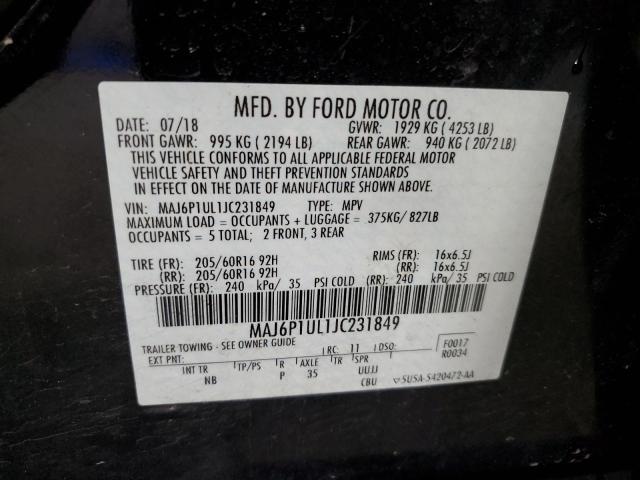 MFD. BY FORD MOTOR CO.
DATE: 07/18 GVWR: 1929 KG ( 4253 LB)
FRONT GAWR: 995 KG ( 2194 LB) REAR GAWR: 940 KG ( 2072 LB)
THIS VEHICLE CONFORMS TO ALL APPLICABLE FEDERAL MOTOR
VEHICLE SAFETY AND THEFT PREVENTION STANDARDS
IN EFFECT ON THE DATE OF MANUFACTURE SHOWN ABOVE.
VIN: MAJ6P1UL1JC231849 TYPE: MPV
MAXIMUM LOAD = OCCUPANTS + LUGGAGE = 375KG/ 827LB
OCCUPANTS = 5 TOTAL; 2 FRONT, 3 REAR
TIRE (FR): 205/60R16 92H RIMS (FR): 16x6.5J
(RR): 205/60R16 92H (RR): 16x6.5J
PRESSURE (FR): 240 kPa/ 35 PSI COLD (RR): 240 kPa/ 35 PSI COLD
MAJ6P1UL1JC231849
TRAILER TOWING - SEE OWNER GUIDE
EXT PNT: RC: 11 DSO: F0017
R0034
INT TR TP/PS R AXLE TR SPR
NB P 35 UUJJ
CBU 5U5A-5420472-AA